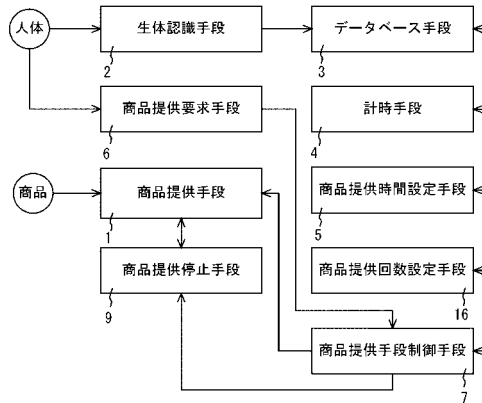 人体
生体認識手段
2
データベース手段
3
商品提供要求手段
6
計時手段
4
商品
商品提供手段
1
商品提供時間設定手段
5
商品提供停止手段
9
商品提供回数設定手段
16
商品提供手段制御手段
7